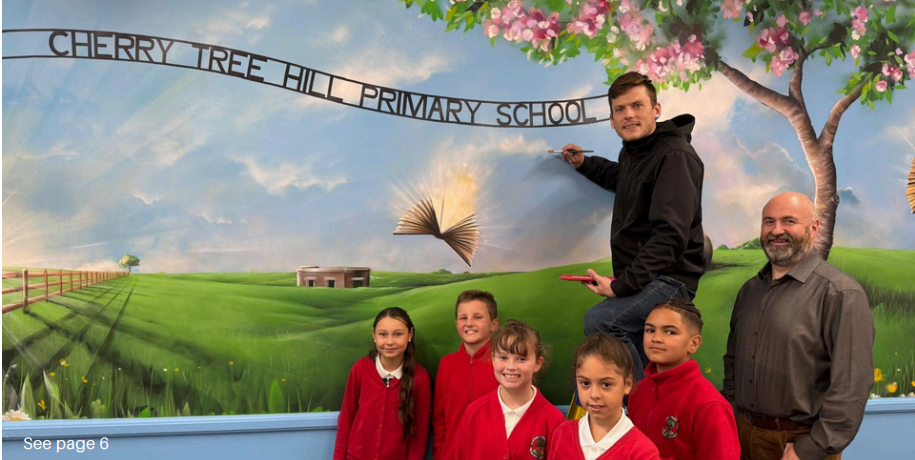 CHERRY TREE HILL PRIMARY SCHOOL
See page 6